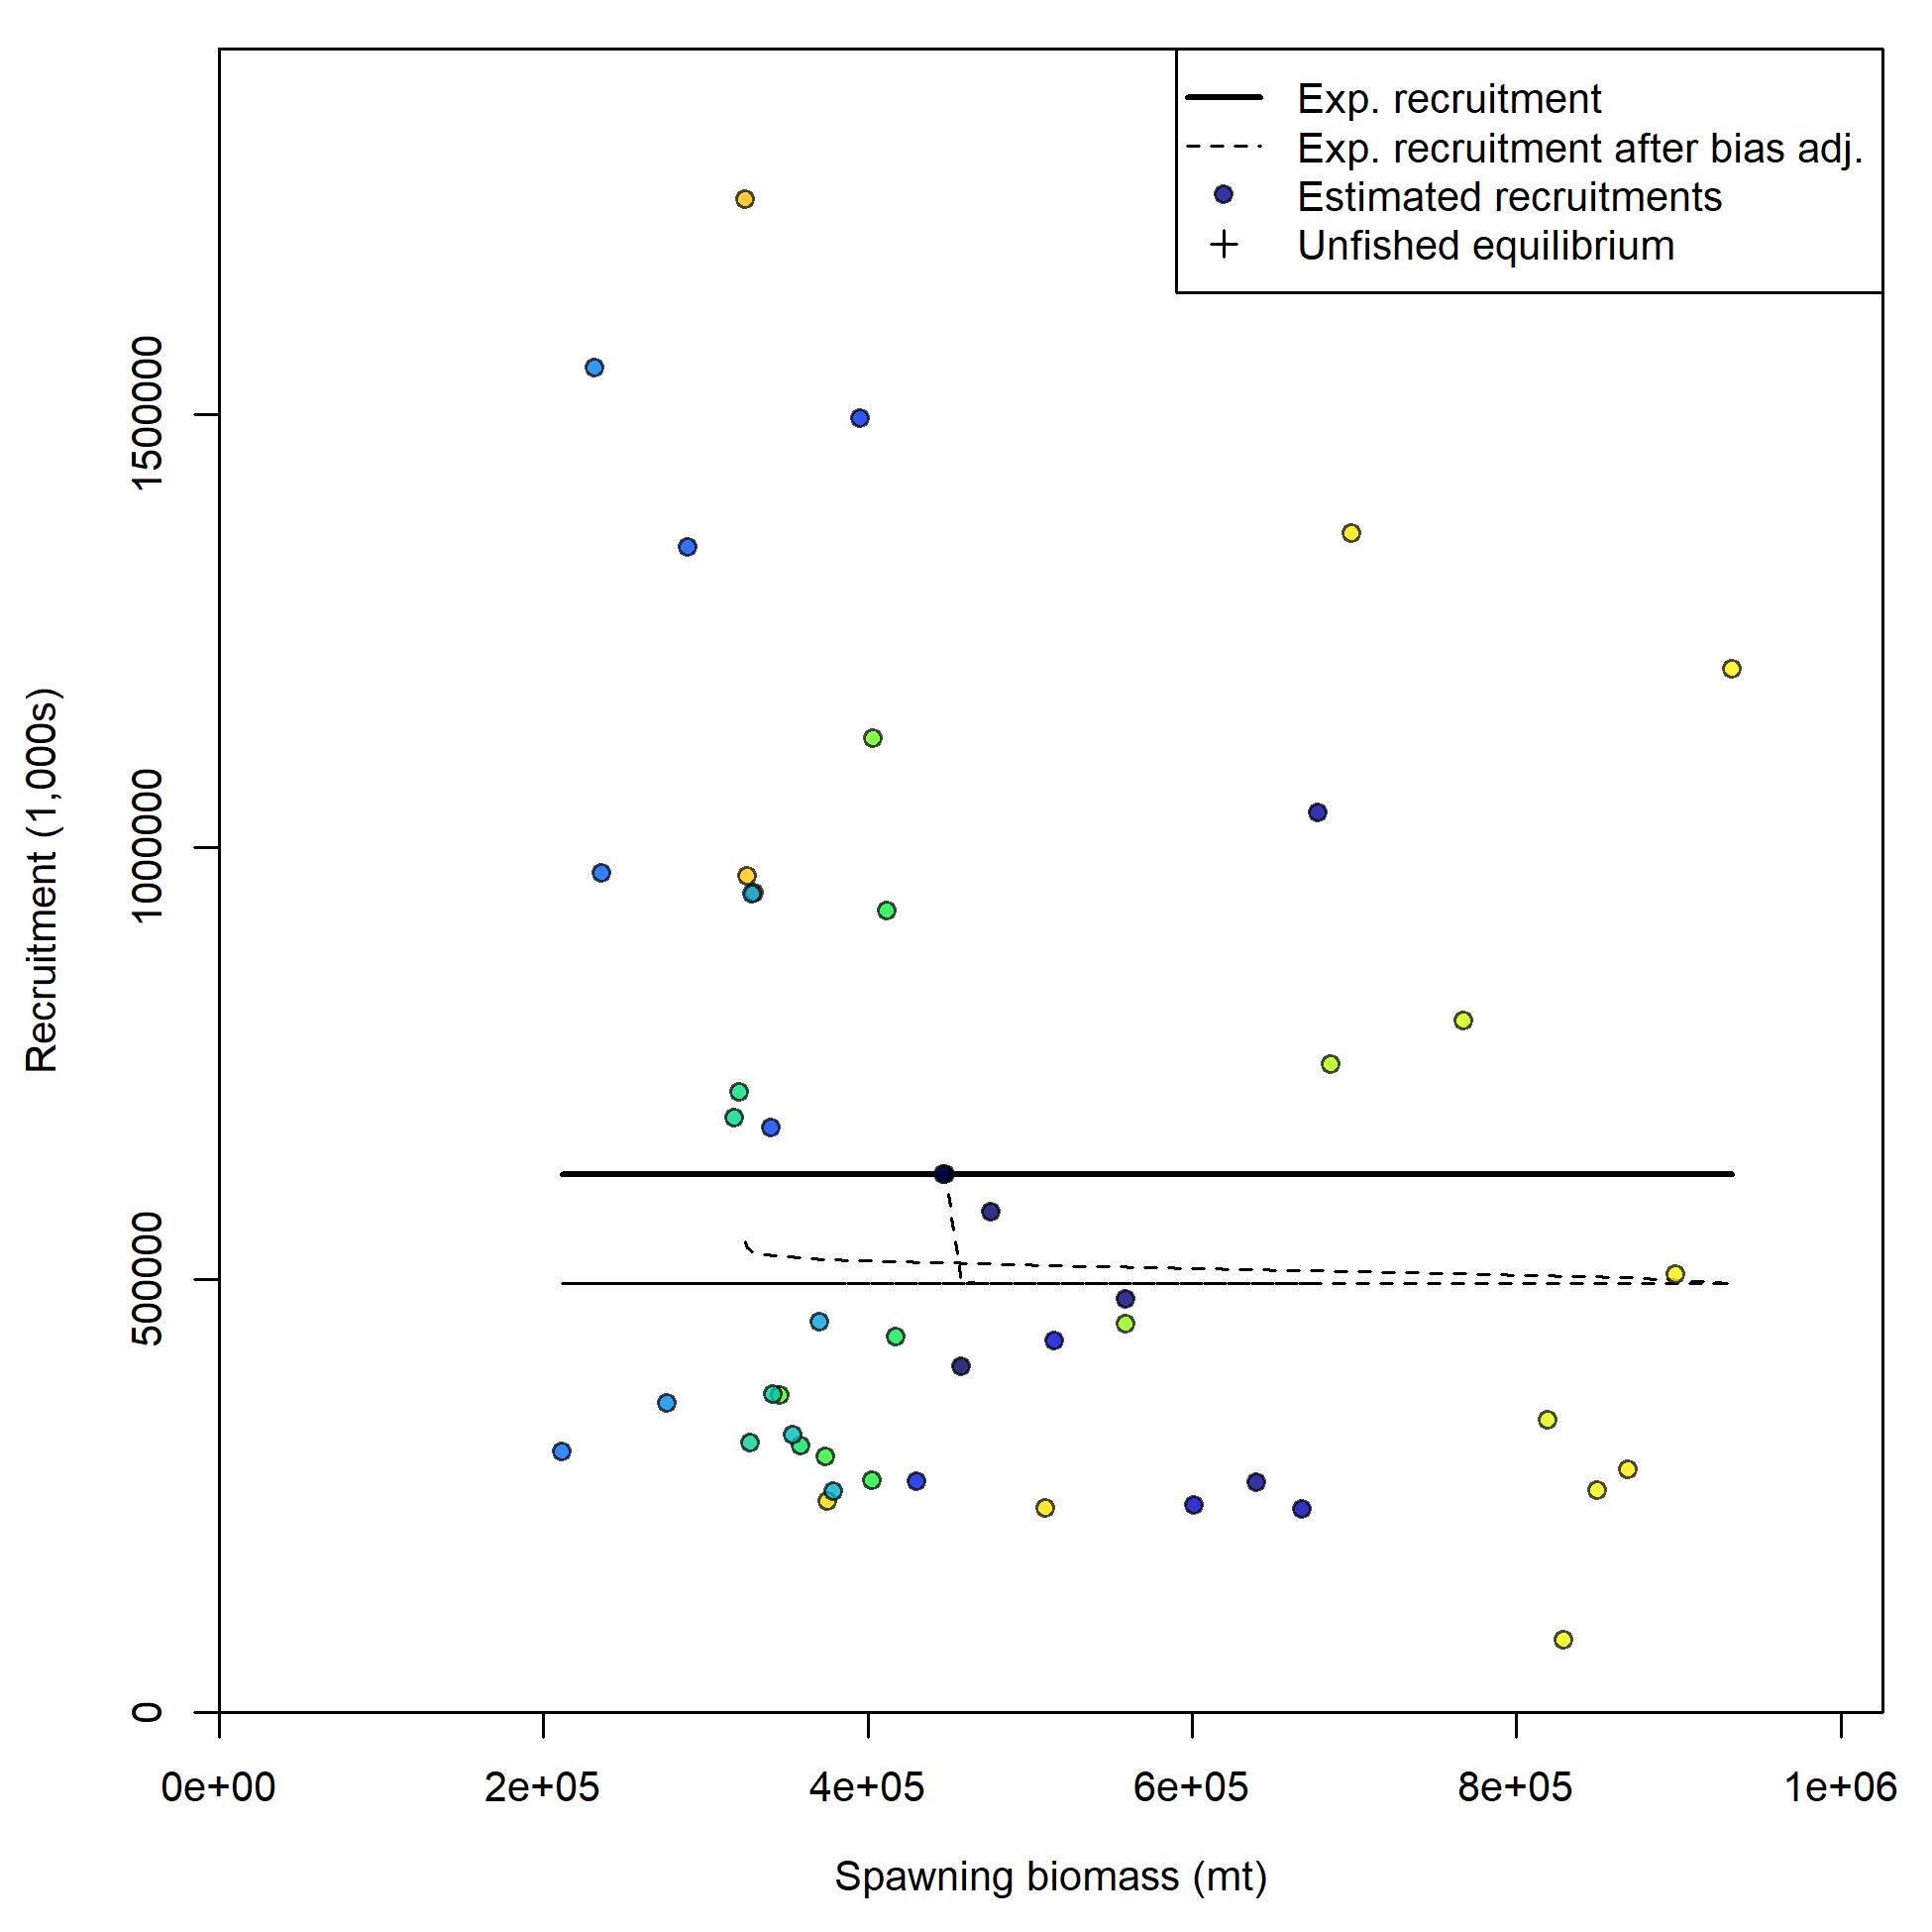 Exp. recruitment
Exp. recruitment after bias adj.
Estimated recruitments
Unfished equilibrium
Recruitment (1,000s)
1500000
1000000
500000
0
0e+00 2e+05 4e+05 6e+05 8e+05 1e+06
Spawning biomass (mt)